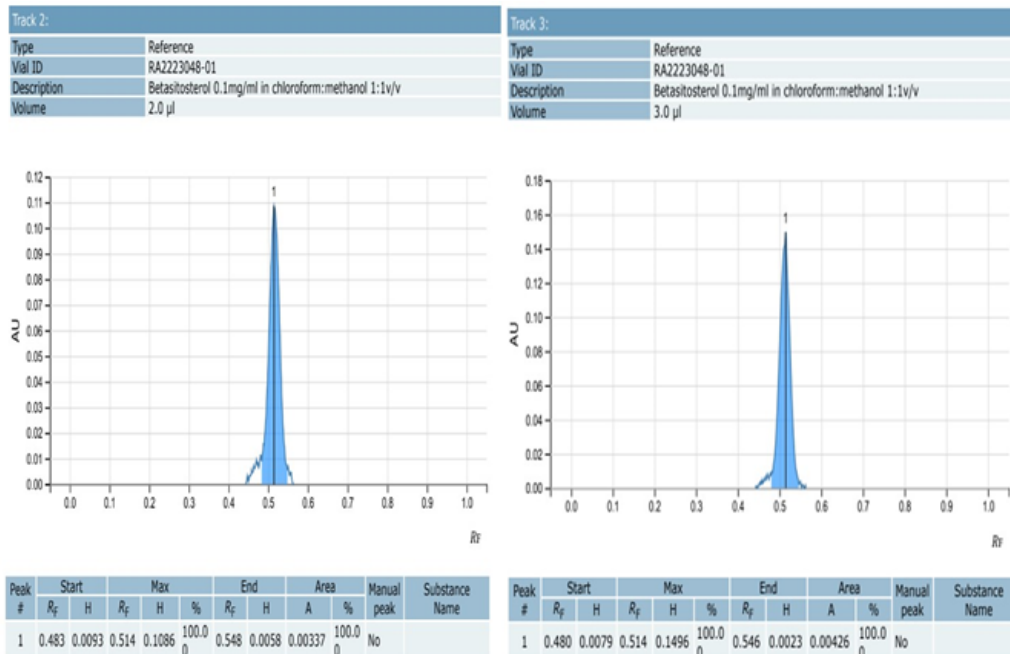 Track 2:
Type Reference
Vial ID RA2223048-01
Description Betasitosterol 0.1mg/ml in chloroform:methanol 1:1v/v
Volume 2.0 µl
0.12
0.11
0.10
0.09
0.08
0.07
0.06
0.05
0.04
0.03
0.02
0.01
0.00
AU
1
0.0 0.1 0.2 0.3 0.4 0.5 0.6 0.7 0.8 0.9 1.0
RF
Peak # Start Max End Area Manual peak Substance Name
RF H RF H % RF H A %
1 0.483 0.0093 0.514 0.1086 100.00 0.548 0.0058 0.00337 100.00 No
Track 3:
Type Reference
Vial ID RA2223048-01
Description Betasitosterol 0.1mg/ml in chloroform:methanol 1:1v/v
Volume 3.0 µl
0.18
0.16
0.14
0.12
0.10
0.08
0.06
0.04
0.02
0.00
AU
1
0.0 0.1 0.2 0.3 0.4 0.5 0.6 0.7 0.8 0.9 1.0
RF
Peak # Start Max End Area Manual peak Substance Name
RF H RF H % RF H A %
1 0.480 0.0079 0.514 0.1496 100.00 0.546 0.0023 0.00426 100.00 No